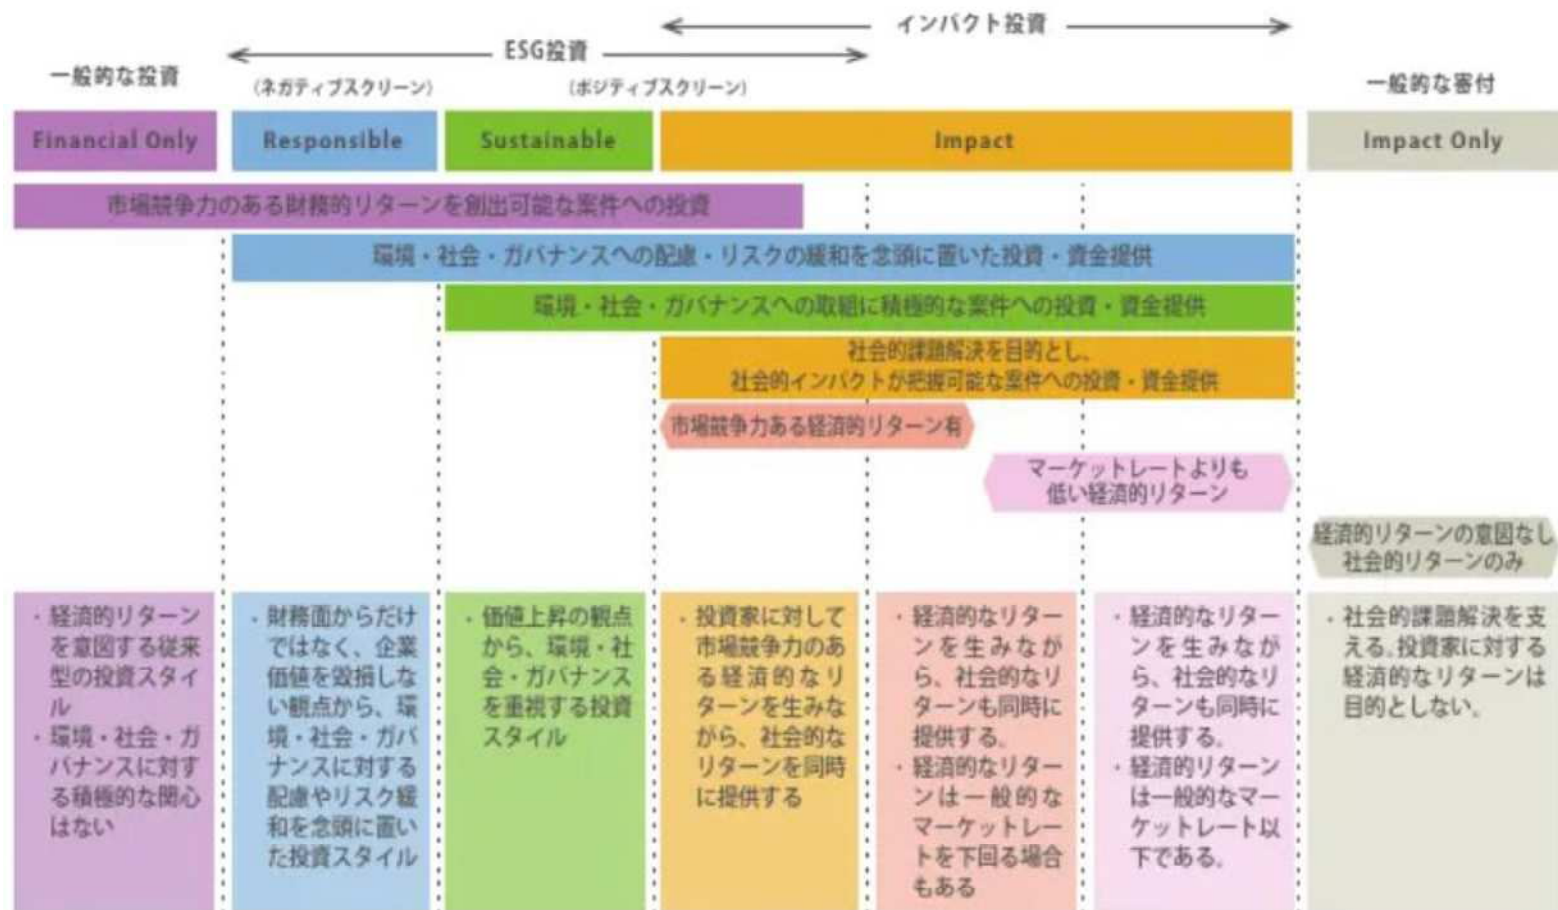 インパクト投資
ESG投資
一般的な投資
(ネガティブスクリーン)
(ポジティブスクリーン)
一般的な寄付
Financial Only
Responsible
Sustainable
Impact
Impact Only
市場競争力のある財務的リターンを創出可能な案件への投資
環境・社会・ガバナンスへの配慮・リスクの緩和を念頭に置いた投資・資金提供
環境・社会・ガバナンスへの取組に積極的な案件への投資・資金提供
社会的課題解決を目的とし、
社会的インパクトが把握可能な案件への投資・資金提供
市場競争力ある経済的リターン有
マーケットレートよりも
低い経済的リターン
経済的リターンの意図なし
社会的リターンのみ
・経済的リターン
を意図する従来
型の投資スタイ
ル
・環境・社会・ガ
バナンスに対す
る積極的な関心
はない
・財務面からだけ
ではなく、企業
価値を毀損しな
い観点から、環
境・社会・ガバ
ナンスに対する
配慮やリスク緩
和を念頭に置い
た投資スタイル
・価値上昇の観点
から、環境・社
会・ガバナンス
を重視する投資
スタイル
・投資家に対して
市場競争力のあ
る経済的なリ
ターンを生みな
がら、社会的な
リターンを同時
に提供する
・経済的なリター
ンを生みなが
ら、社会的なリ
ターンも同時に
提供する。
・経済的なリター
ンは一般的な
マーケットレー
トを下回る場合
もある
・経済的なリター
ンを生みなが
ら、社会的なリ
ターンも同時に
提供する。
・経済的リターン
は一般的なマー
ケットレート以
下である。
・社会的課題解決を支
える。投資家に対する
経済的なリターンは
目的としない。